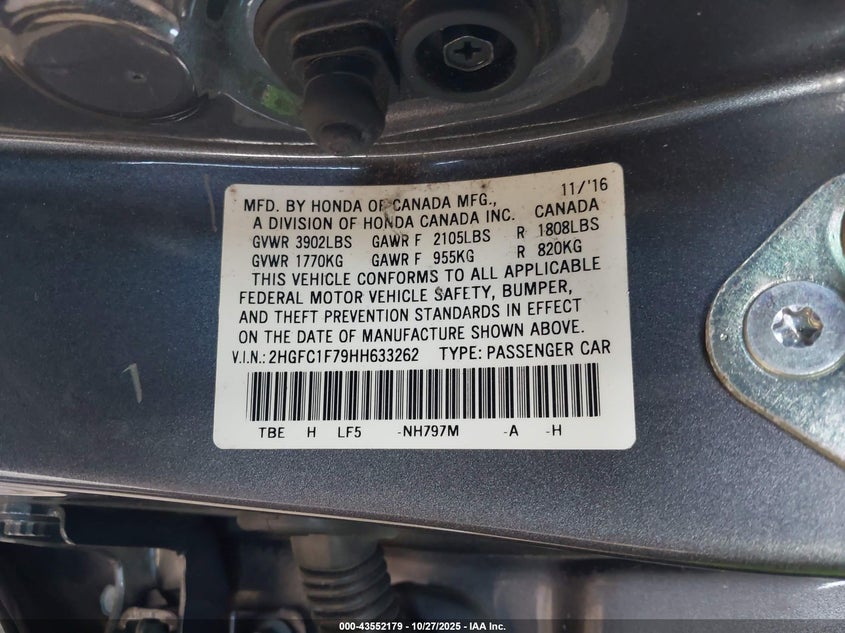 MFD. BY HONDA OF CANADA MFG., 11/'16
A DIVISION OF HONDA CANADA INC. CANADA
GVWR 3902LBS GAWR F 2105LBS R 1808LBS
GVWR 1770KG GAWR F 955KG R 820KG
THIS VEHICLE CONFORMS TO ALL APPLICABLE
FEDERAL MOTOR VEHICLE SAFETY, BUMPER,
AND THEFT PREVENTION STANDARDS IN EFFECT
ON THE DATE OF MANUFACTURE SHOWN ABOVE.
V.I.N.: 2HGFC1F79HH633262 TYPE: PASSENGER CAR
TBE H LF5 -NH797M -A -H
000-43552179 - 10/27/2025 - IAA Inc.